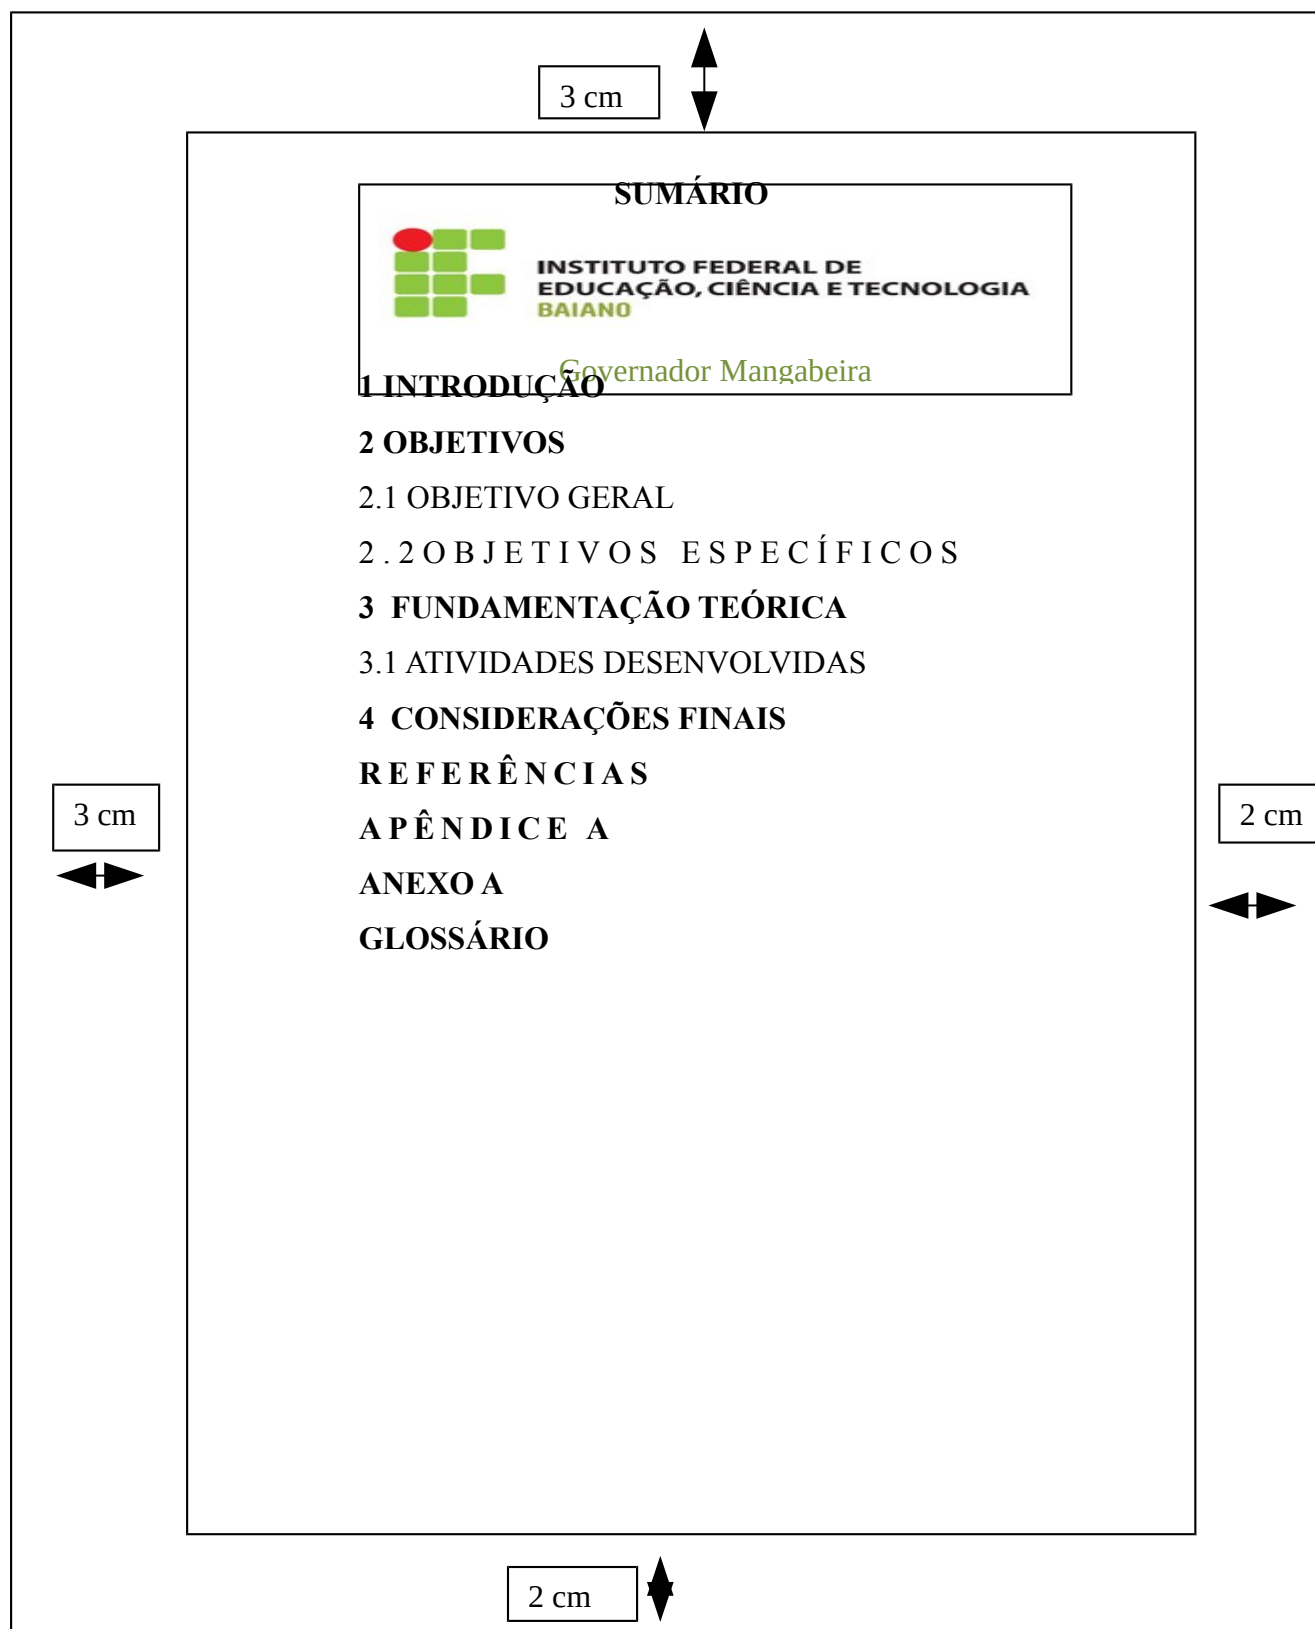 3 cm
SUMÁRIO
INSTITUTO FEDERAL DE
EDUCAÇÃO, CIÊNCIA E TECNOLOGIA
BAIANO
Governador Mangabeira
1 INTRODUÇÃO
2 OBJETIVOS
2.1 OBJETIVO GERAL
2.2 OBJETIVOS ESPECÍFICOS
3 FUNDAMENTAÇÃO TEÓRICA
3.1 ATIVIDADES DESENVOLVIDAS
4 CONSIDERAÇÕES FINAIS
REFERÊNCIAS
3 cm
2 cm
APÊNDICE A
ANEXO A
GLOSSÁRIO
2 cm